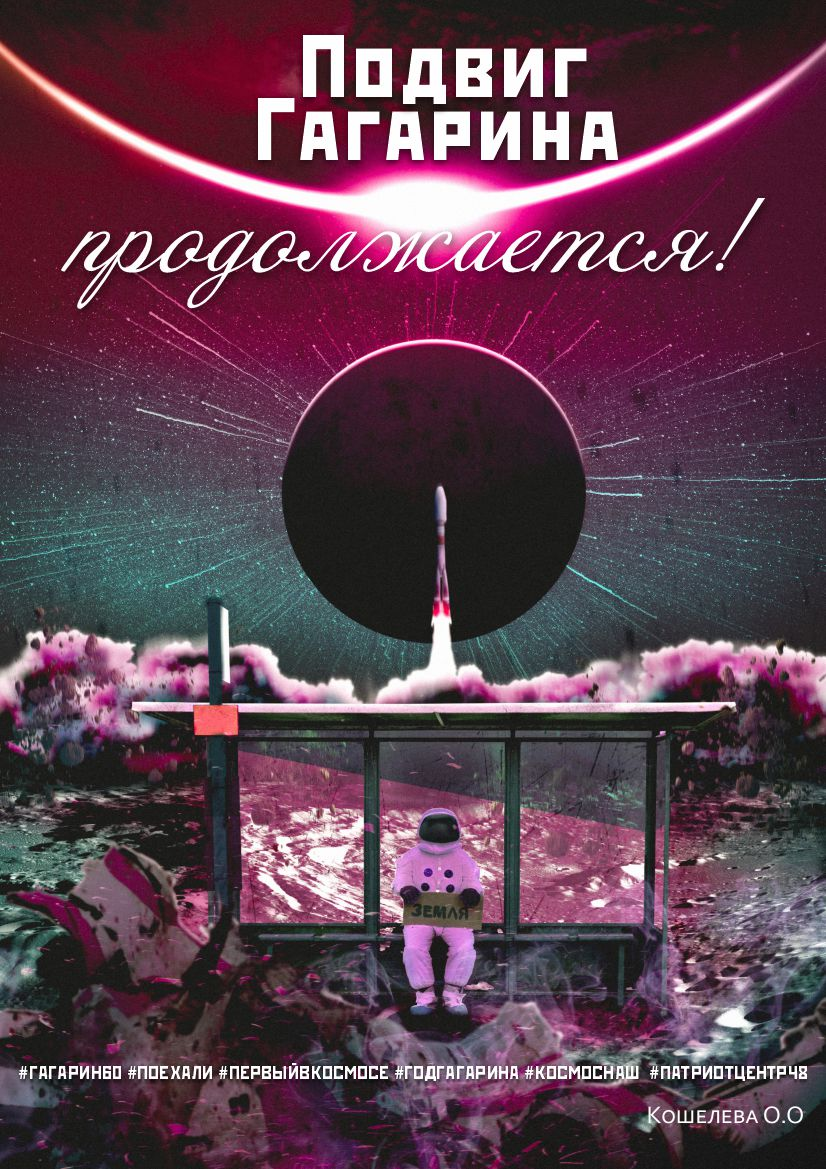 Подвиг
Гагарина
продолжается!
ЗЕМЛЯ
#ГАГАРИН60 #ПОЕХАЛИ #ПЕРВЫЙВКОСМОСЕ #ГОДГАГАРИНА #КОСМОСНАШ #ПАТРИОТЦЕНТР48
Кошелева О.О